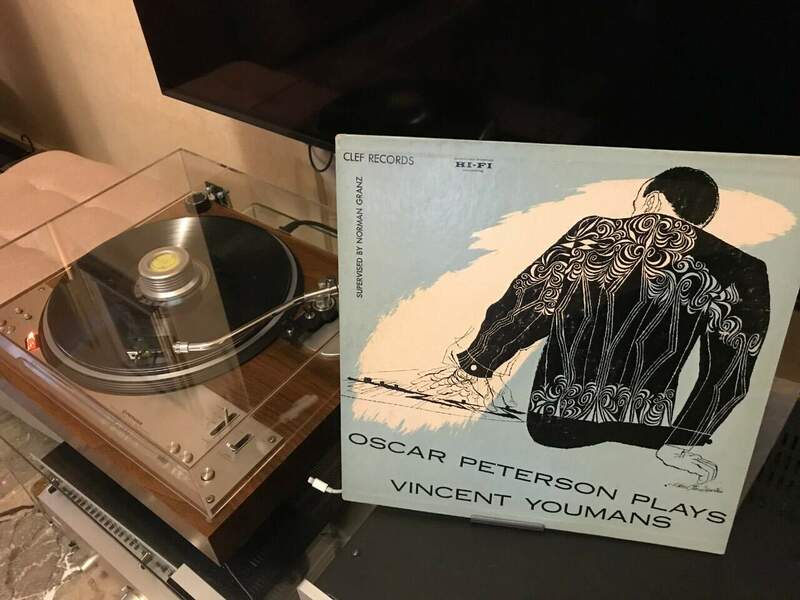 CLEF RECORDS
HI-FI
SUPERVISED BY NORMAN GRANZ
OSCAR PETERSON PLAYS
VINCENT YOUMANS